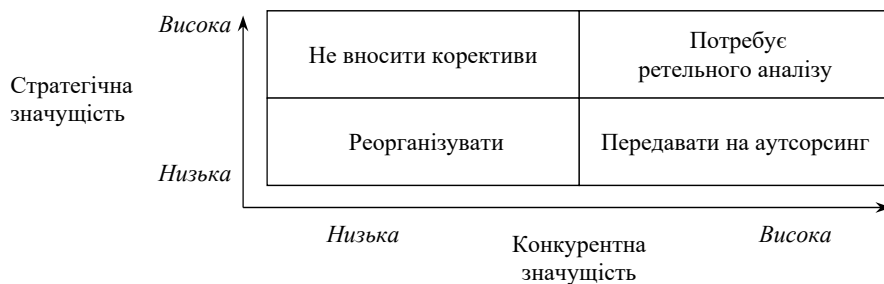 Висока
Не вносити корективи
Потребує
ретельного аналізу
Стратегічна
значущість
Реорганізувати
Передавати на аутсорсинг
Низька
Низька
Конкурентна
значущість
Висока